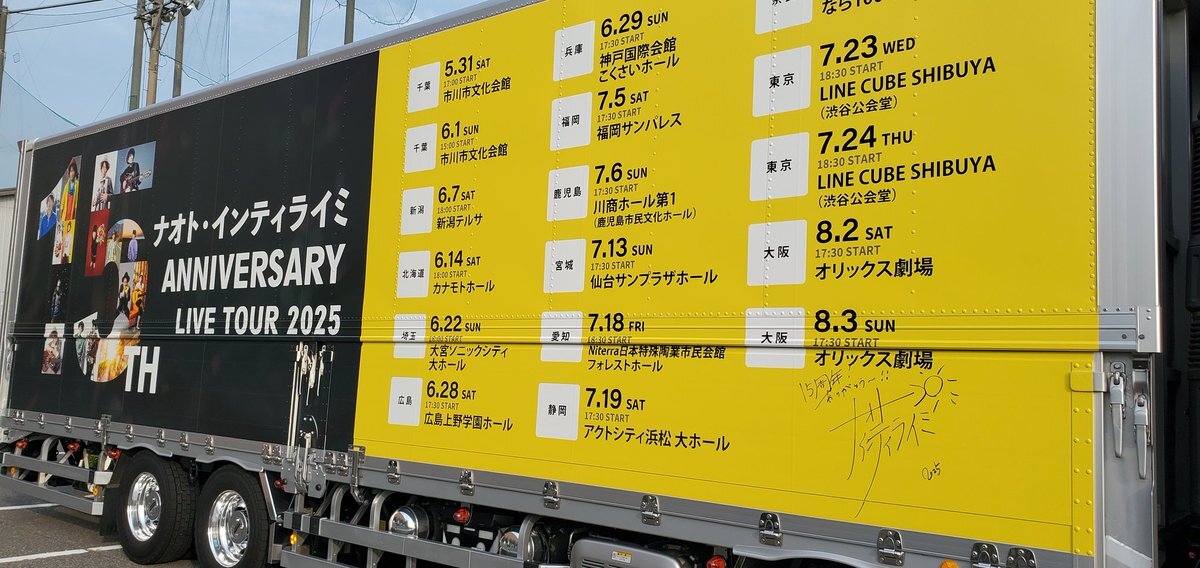 ナオト・インティライミ
ANNIVERSARY
LIVE TOUR 2025
15TH
千葉
5.31 SAT
17:00 START
市川市文化会館
千葉
6.1 SUN
15:00 START
市川市文化会館
新潟
6.7 SAT
18:00 START
新潟テルサ
北海道
6.14 SAT
18:00 START
カナモトホール
埼玉
6.22 SUN
大宮ソニックシティ
大ホール
広島
6.28 SAT
17:30 START
広島上野学園ホール
兵庫
6.29 SUN
17:30 START
神戸国際会館
こくさいホール
福岡
7.5 SAT
17:30 START
福岡サンパレス
鹿児島
7.6 SUN
17:30 START
川商ホール第1
(鹿児島市民文化ホール)
宮城
7.13 SUN
17:30 START
仙台サンプラザホール
愛知
7.18 FRI
18:30 START
Niterra日本特殊陶業市民会館
フォレストホール
静岡
7.19 SAT
17:30 START
アクトシティ浜松 大ホール
なら100
東京
7.23 WED
18:30 START
LINE CUBE SHIBUYA
(渋谷公会堂)
東京
7.24 THU
18:30 START
LINE CUBE SHIBUYA
(渋谷公会堂)
大阪
8.2 SAT
17:30 START
オリックス劇場
大阪
8.3 SUN
17:30 START
オリックス劇場
15周年
ありがとう
ナオト
インティライミ
2025